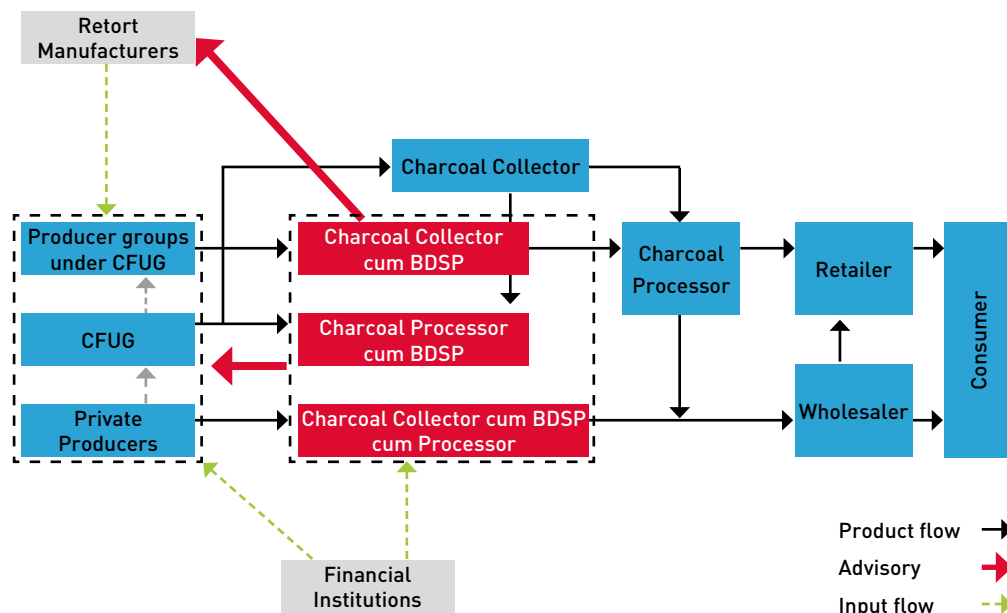 Retort
Manufacturers
Charcoal Collector
Producer groups
under CFUG
Charcoal Collector
cum BDSP
Charcoal
Processor
Retailer
Consumer
CFUG
Charcoal Processor
cum BDSP
Private
Producers
Charcoal Collector cum BDSP
cum Processor
Wholesaler
Financial
Institutions
Product flow
Advisory
Input flow